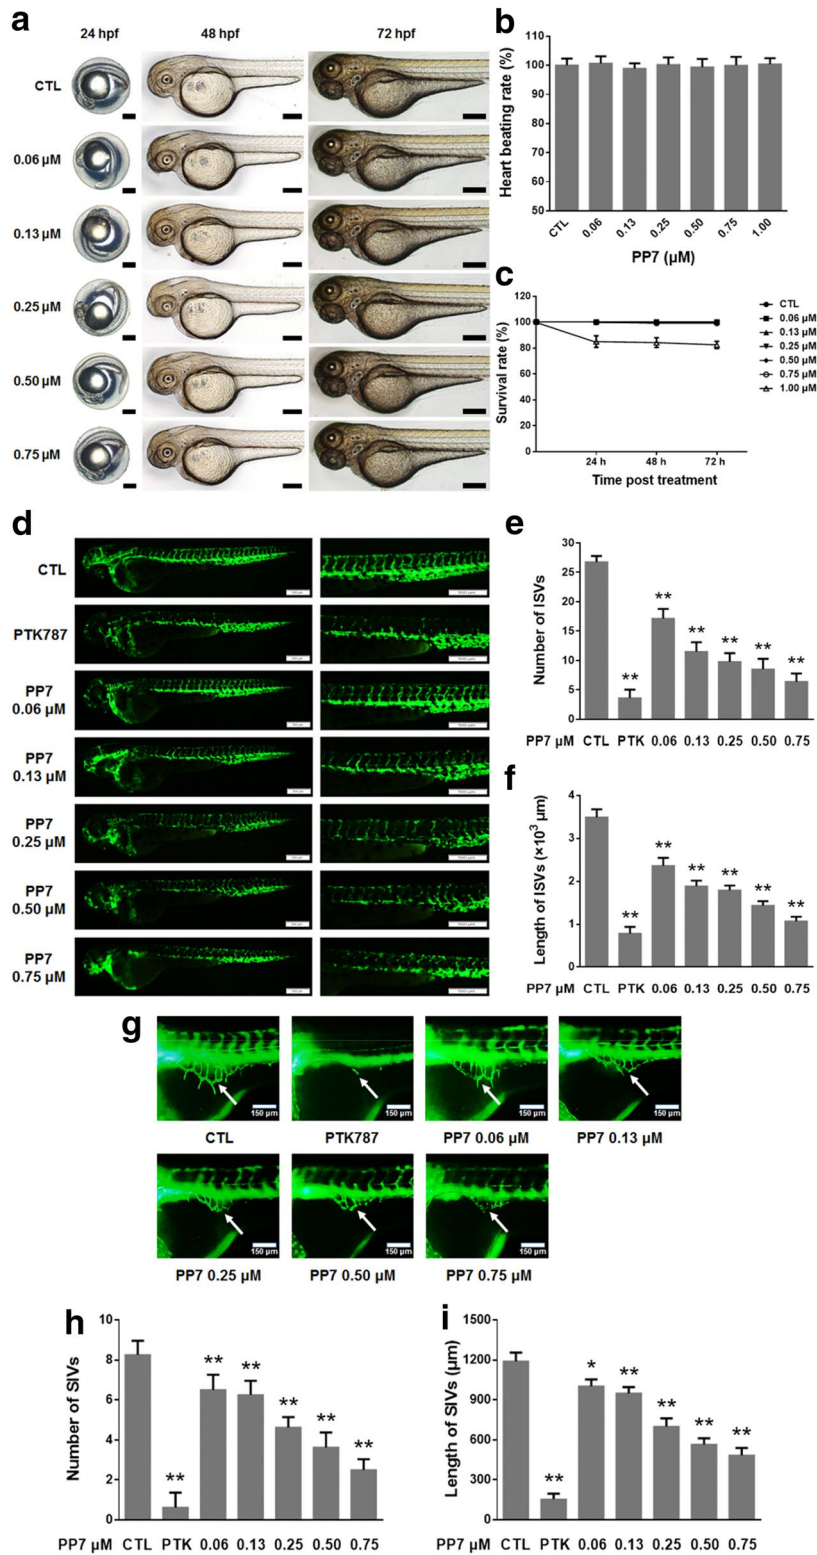 a
24 hpf 48 hpf 72 hpf
CTL
0.06 µM
0.13 µM
0.25 µM
0.50 µM
0.75 µM
b
Heart beating rate (%)
110
100
90
80
70
60
50
CTL 0.06 0.13 0.25 0.50 0.75 1.00
PP7 (µM)
c
Survival rate (%)
120
100
80
60
40
20
0
24 h 48 h 72 h
Time post treatment
CTL
0.06 µM
0.13 µM
0.25 µM
0.50 µM
0.75 µM
1.00 µM
d
CTL
PTK787
PP7
0.06 µM
PP7
0.13 µM
PP7
0.25 µM
PP7
0.50 µM
PP7
0.75 µM
e
Number of ISVs
30
25
20
15
10
5
0
** ** ** ** ** **
PP7 µM CTL PTK 0.06 0.13 0.25 0.50 0.75
f
Length of ISVs (×10³ µm)
4
3
2
1
0
** ** ** ** ** **
PP7 µM CTL PTK 0.06 0.13 0.25 0.50 0.75
g
150 µm 150 µm 150 µm 150 µm
CTL PTK787 PP7 0.06 µM PP7 0.13 µM
150 µm 150 µm 150 µm
PP7 0.25 µM PP7 0.50 µM PP7 0.75 µM
h
Number of SIVs
10
8
6
4
2
0
** ** ** ** ** **
PP7 µM CTL PTK 0.06 0.13 0.25 0.50 0.75
i
Length of SIVs (µm)
1500
1200
900
600
300
0
** * ** ** ** **
PP7 µM CTL PTK 0.06 0.13 0.25 0.50 0.75